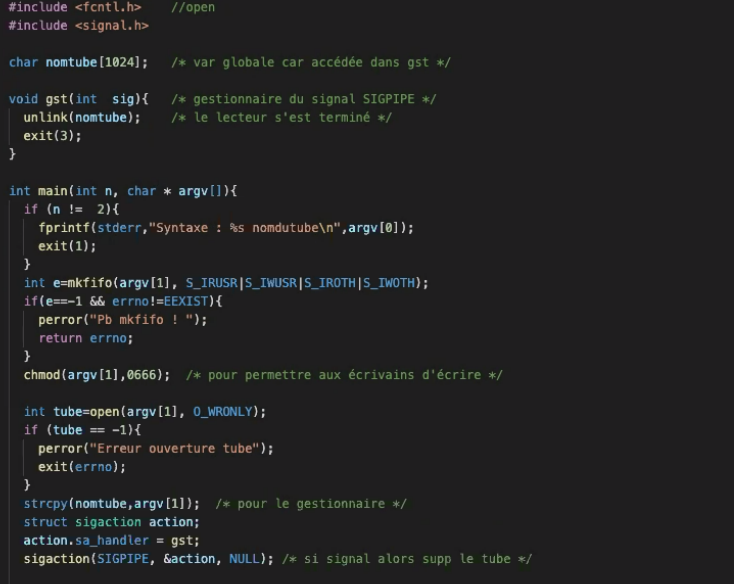 #include <fcntl.h>    //open
#include <signal.h>

char nomtube[1024];   /* var globale car accédée dans gst */

void gst(int  sig){   /* gestionnaire du signal SIGPIPE */
  unlink(nomtube);    /* le lecteur s'est terminé */
  exit(3);
}

int main(int n, char * argv[]){
  if (n !=  2){
    fprintf(stderr,"Syntaxe : %s nomdutube\n",argv[0]);
    exit(1);
  }
  int e=mkfifo(argv[1], S_IRUSR|S_IWUSR|S_IROTH|S_IWOTH);
  if(e==-1 && errno!=EEXIST){
    perror("Pb mkfifo ! ");
    return errno;
  }
  chmod(argv[1],0666);  /* pour permettre aux écrivains d'écrire */

  int tube=open(argv[1], O_WRONLY);
  if (tube == -1){
    perror("Erreur ouverture tube");
    exit(errno);
  }
  strcpy(nomtube,argv[1]);  /* pour le gestionnaire */
  struct sigaction action;
  action.sa_handler = gst;
  sigaction(SIGPIPE, &action, NULL); /* si signal alors supp le tube */